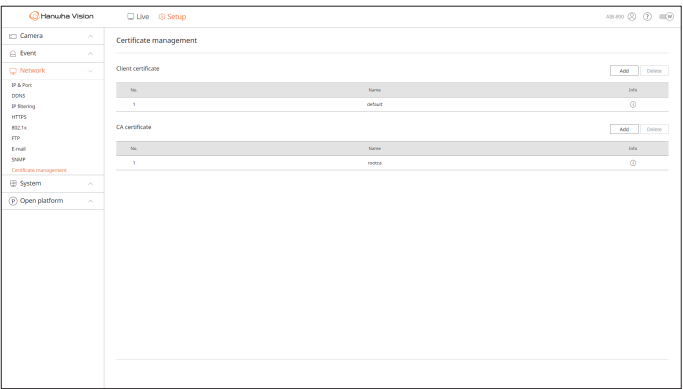 Hanwha Vision
Live
Setup
AIB 800
?
W
Camera
Event
Network
IP & Port
DDNS
IP filtering
HTTPS
802.1x
FTP
E-mail
SNMP
Certificate management
System
P Open platform
Certificate management
Client certificate
Add Delete
No. Name Info
1 default
CA certificate
Add Delete
No. Name Info
1 rootca